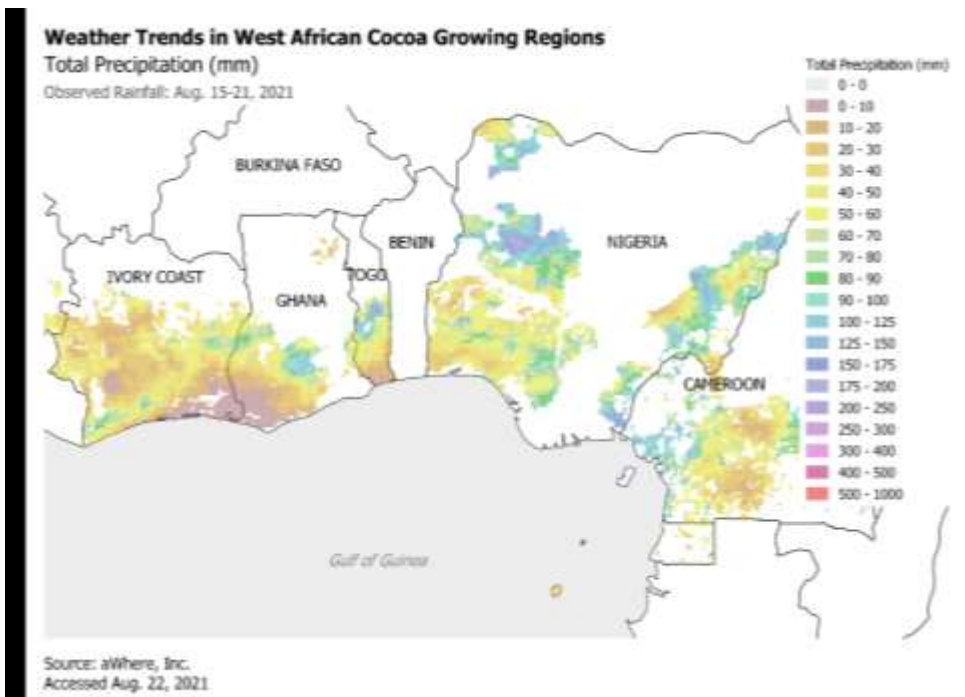 Weather Trends in West African Cocoa Growing Regions
Total Precipitation (mm)
Observed Rainfall: Aug. 15-21, 2021
Total Precipitation (mm)
0 - 0
0 - 10
10 - 20
20 - 30
30 - 40
40 - 50
50 - 60
60 - 70
70 - 80
80 - 90
90 - 100
100 - 125
125 - 150
150 - 175
175 - 200
200 - 250
250 - 300
300 - 400
400 - 500
500 - 1000
BURKINA FASO
BENIN
NIGERIA
IVORY COAST
TOGO
GHANA
CAMEROON
Gulf of Guinea
Source: aWhere, Inc.
Accessed Aug. 22, 2021